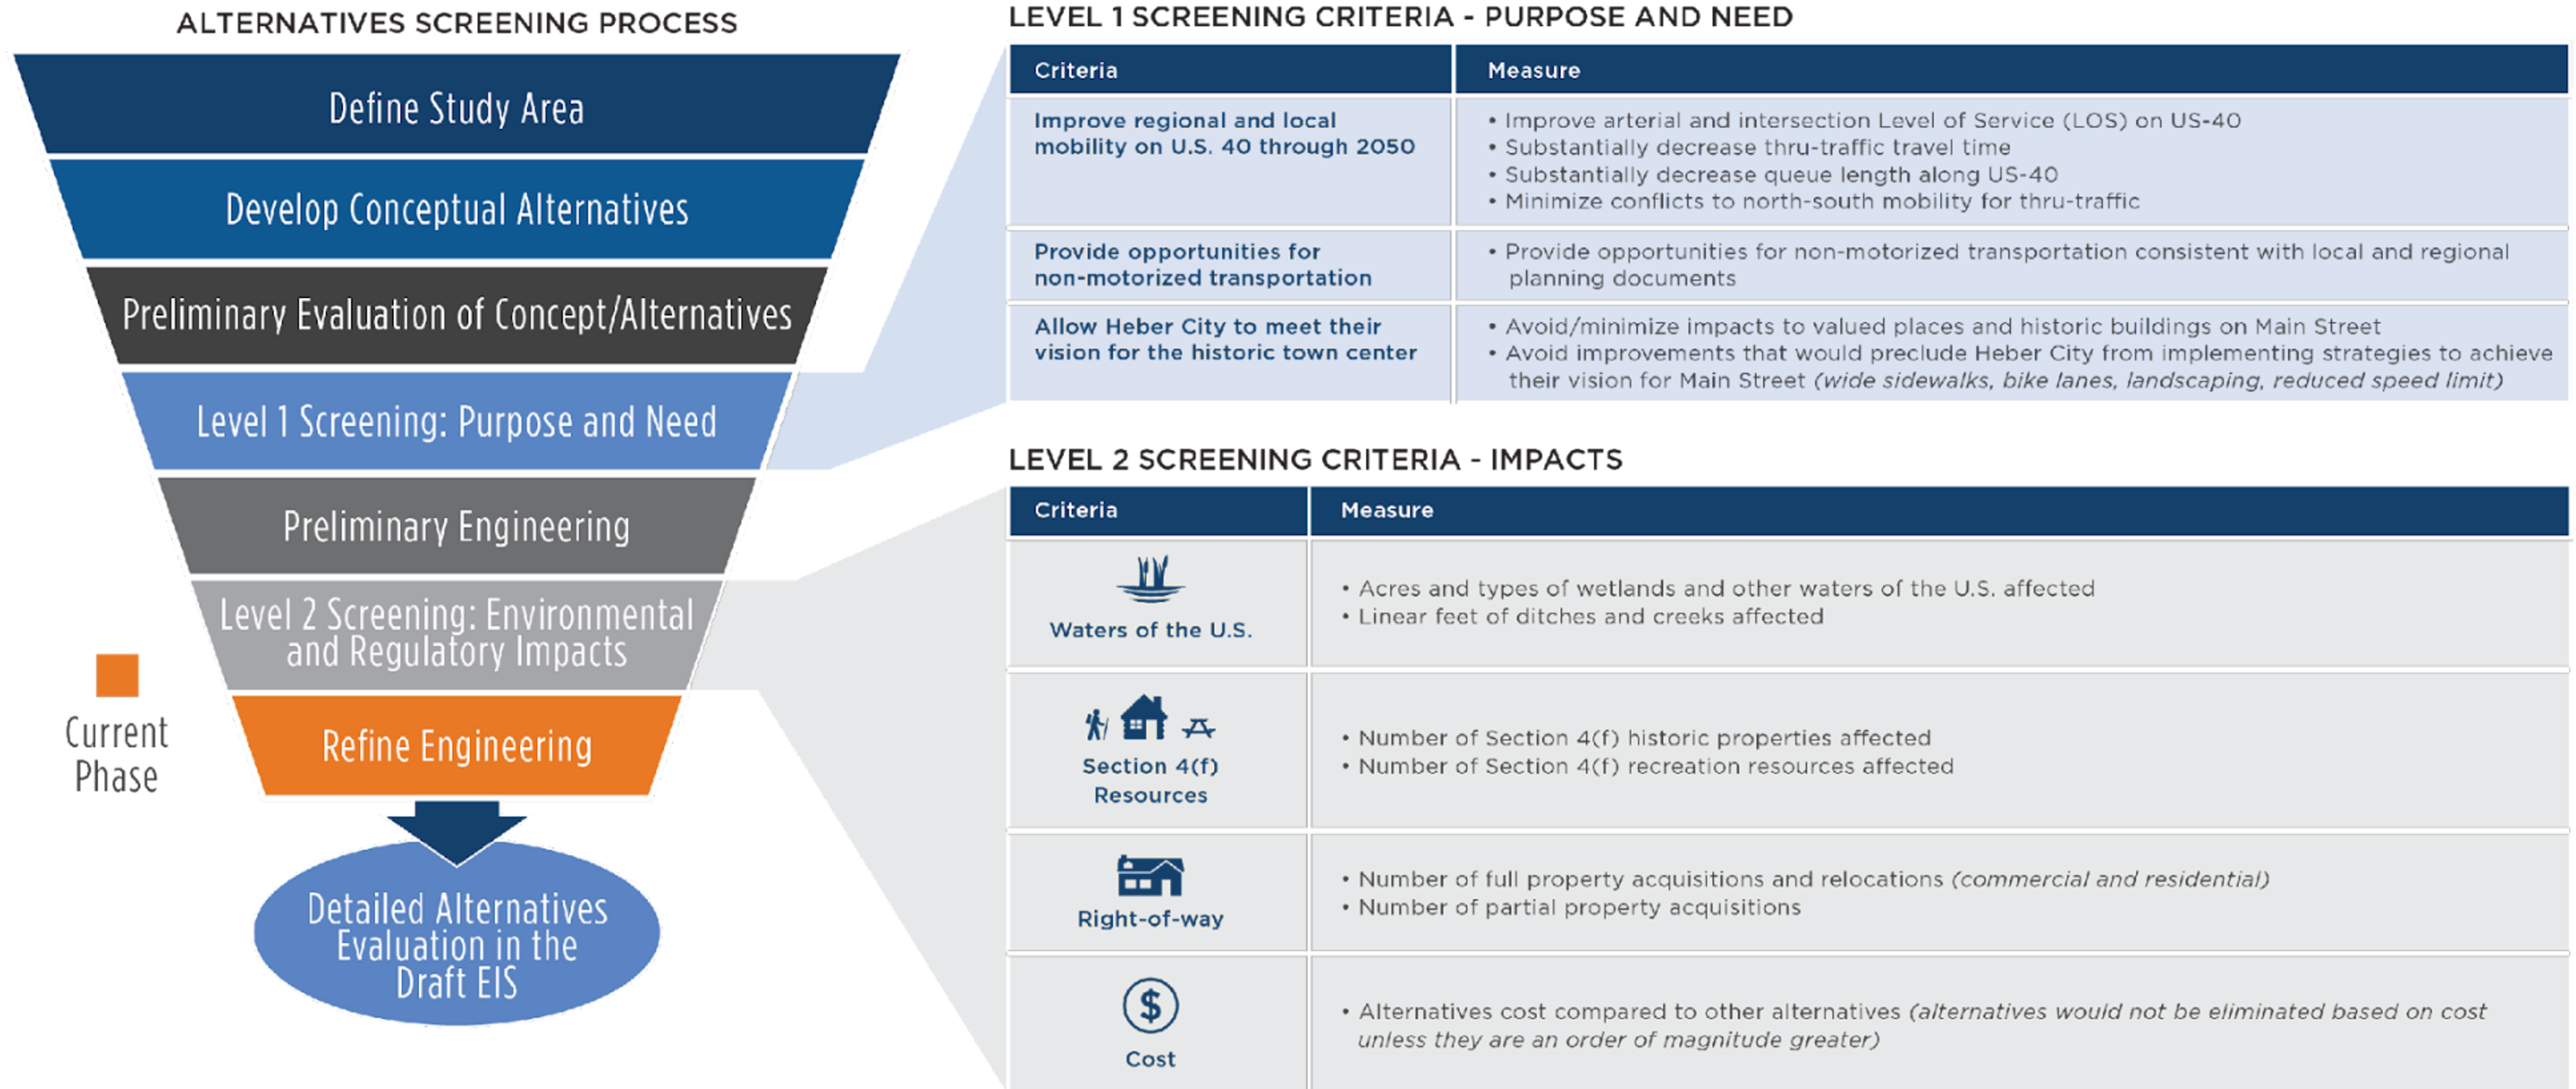 ALTERNATIVES SCREENING PROCESS
Define Study Area
Develop Conceptual Alternatives
Preliminary Evaluation of Concept/Alternatives
Level 1 Screening: Purpose and Need
Preliminary Engineering
Level 2 Screening: Environmental
and Regulatory Impacts
Current
Phase
Refine Engineering
Detailed Alternatives
Evaluation in the
Draft EIS
LEVEL 1 SCREENING CRITERIA - PURPOSE AND NEED
Criteria
Measure
Improve regional and local
mobility on U.S. 40 through 2050
• Improve arterial and intersection Level of Service (LOS) on US-40
• Substantially decrease thru-traffic travel time
• Substantially decrease queue length along US-40
• Minimize conflicts to north-south mobility for thru-traffic
Provide opportunities for
non-motorized transportation
• Provide opportunities for non-motorized transportation consistent with local and regional
planning documents
Allow Heber City to meet their
vision for the historic town center
• Avoid/minimize impacts to valued places and historic buildings on Main Street
• Avoid improvements that would preclude Heber City from implementing strategies to achieve
their vision for Main Street (wide sidewalks, bike lanes, landscaping, reduced speed limit)
LEVEL 2 SCREENING CRITERIA - IMPACTS
Criteria
Measure
Waters of the U.S.
• Acres and types of wetlands and other waters of the U.S. affected
• Linear feet of ditches and creeks affected
Section 4(f)
Resources
• Number of Section 4(f) historic properties affected
• Number of Section 4(f) recreation resources affected
Right-of-way
• Number of full property acquisitions and relocations (commercial and residential)
• Number of partial property acquisitions
$
Cost
• Alternatives cost compared to other alternatives (alternatives would not be eliminated based on cost
unless they are an order of magnitude greater)